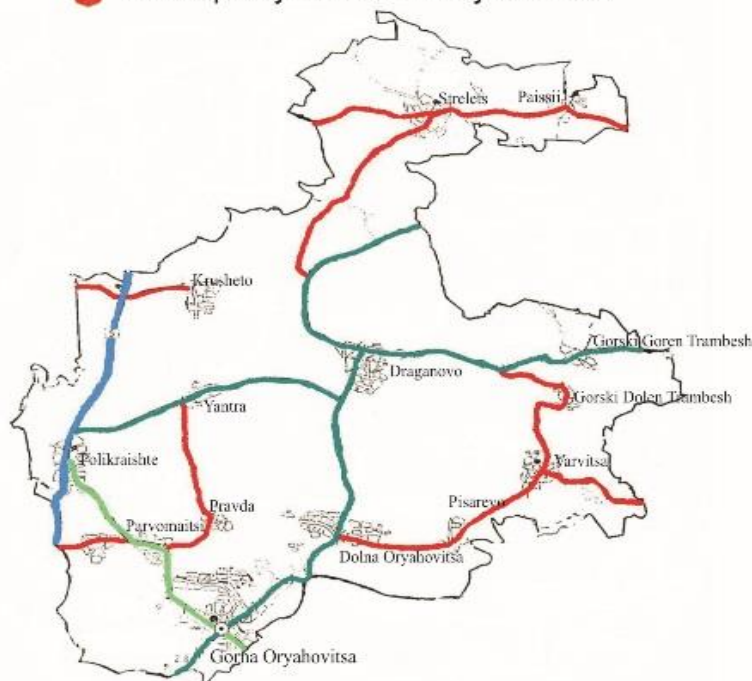 Strelets
Paissii
Krusheto
Gorski Goren Trambesh
Draganovo
Gorski Dolen Trambesh
Yantra
Polikraishte
Varvitsa
Pravda
Pisarevo
Parvomaitsi
Dolna Oryahovitsa
Gorna Oryahovitsa